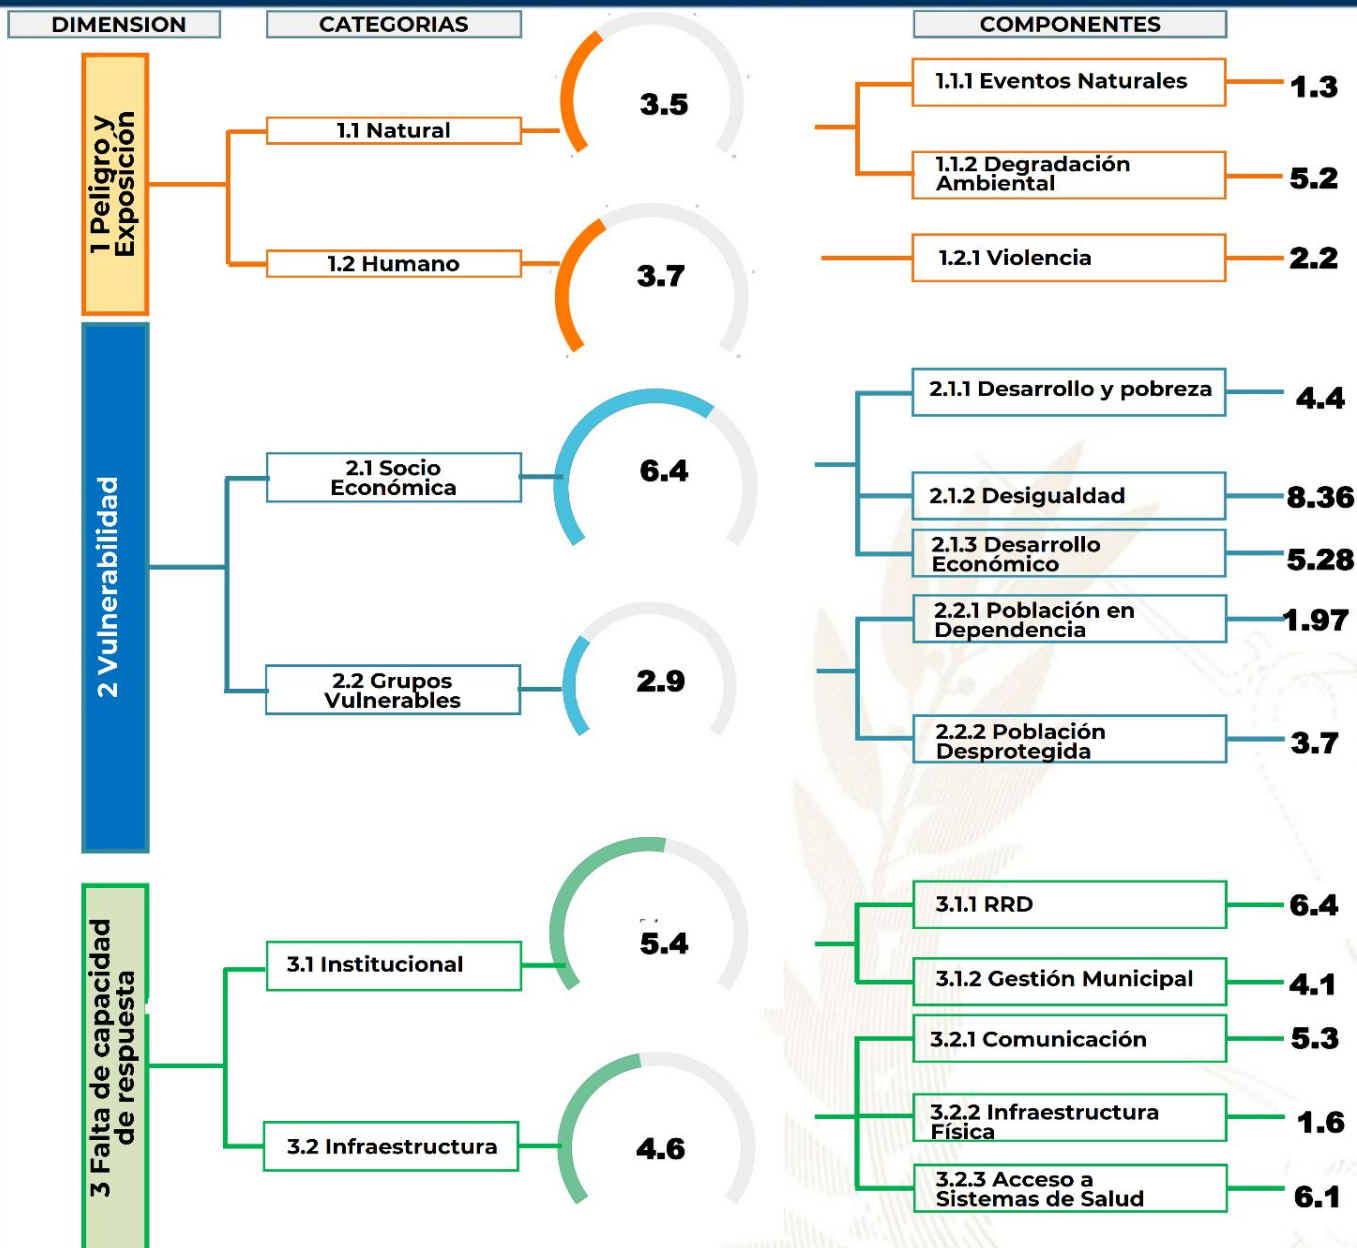 DIMENSION
CATEGORIAS
COMPONENTES
1 Peligro y
Exposición
1.1 Natural
3.5
1.1.1 Eventos Naturales
1.3
1.1.2 Degradación
Ambiental
5.2
1.2 Humano
3.7
1.2.1 Violencia
2.2
2 Vulnerabilidad
2.1 Socio
Económica
6.4
2.1.1 Desarrollo y pobreza
4.4
2.1.2 Desigualdad
8.36
2.1.3 Desarrollo
Económico
5.28
2.2 Grupos
Vulnerables
2.9
2.2.1 Población en
Dependencia
1.97
2.2.2 Población
Desprotegida
3.7
3 Falta de capacidad
de respuesta
3.1 Institucional
5.4
3.1.1 RRD
6.4
3.1.2 Gestión Municipal
4.1
3.2 Infraestructura
4.6
3.2.1 Comunicación
5.3
3.2.2 Infraestructura
Física
1.6
3.2.3 Acceso a
Sistemas de Salud
6.1